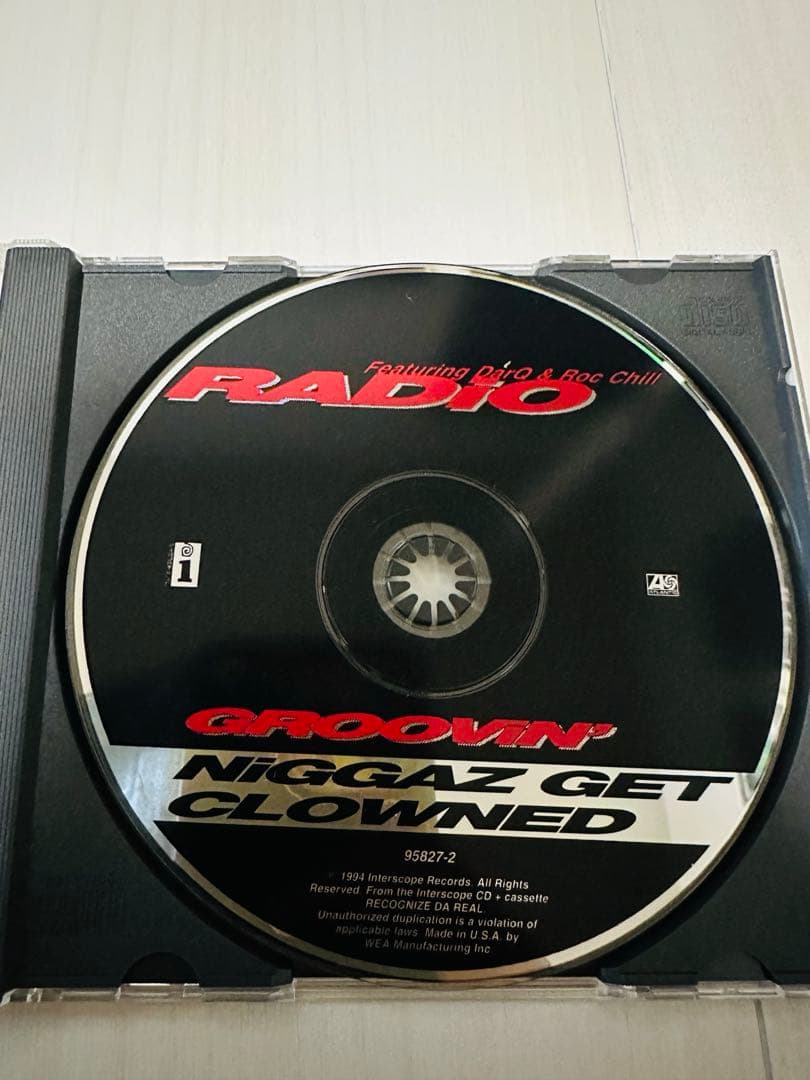 Featuring DarQ & Roc Chill
RADiO
i
ATLANTIC
GROOViN'
NiGGAZ GET
CLOWNED
95827-2
℗ 1994 Interscope Records. All Rights
Reserved. From the Interscope CD + cassette
RECOGNIZE DA REAL.
Unauthorized duplication is a violation of
applicable laws. Made in U.S.A. by
WEA Manufacturing Inc.